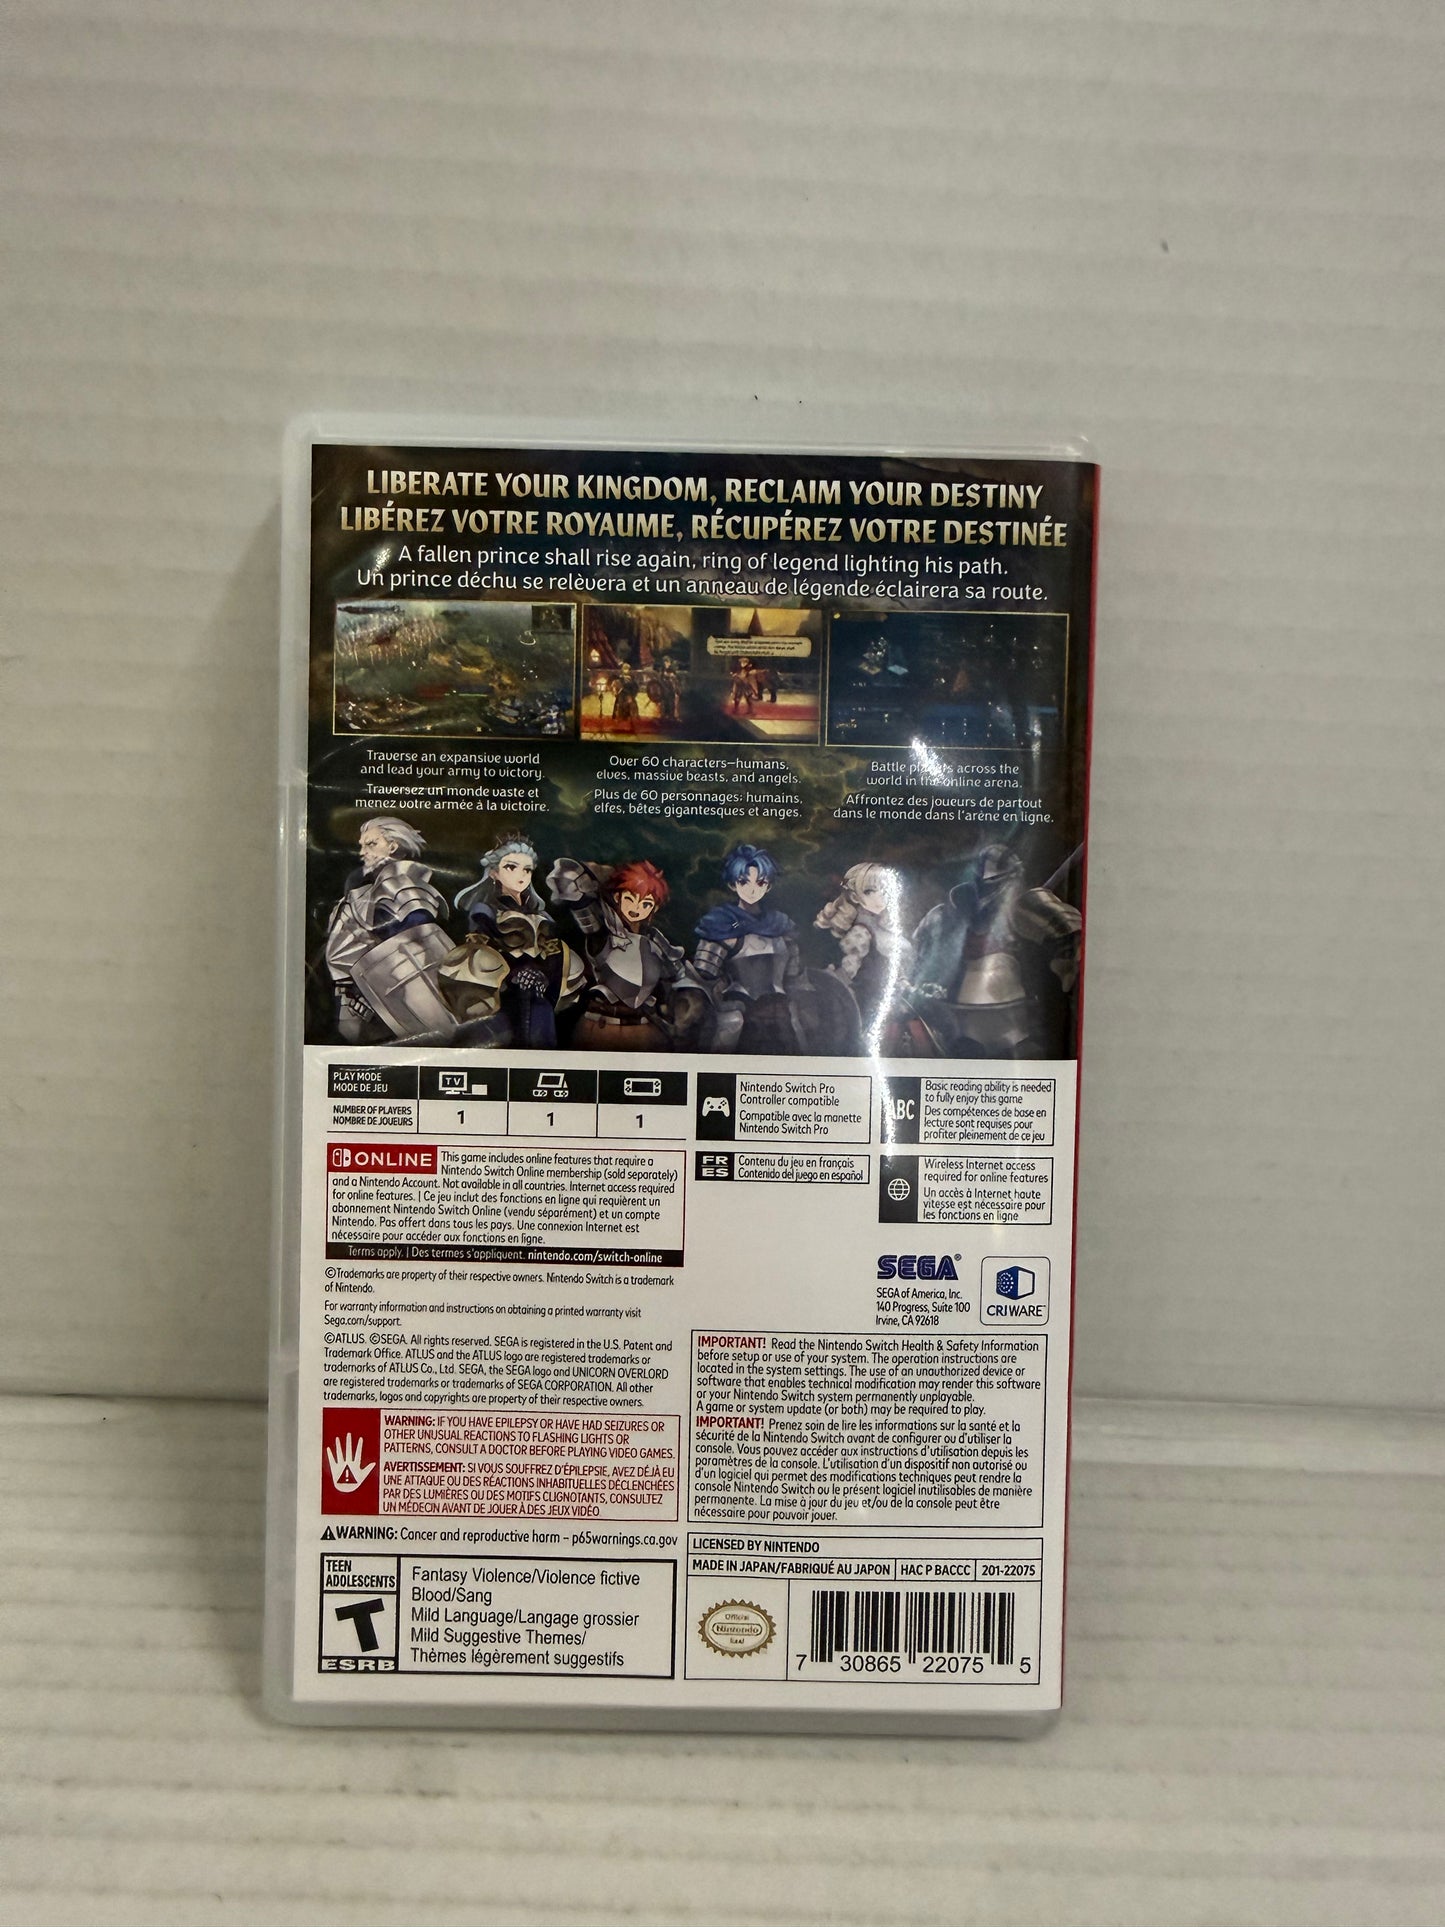 LIBERATE YOUR KINGDOM, RECLAIM YOUR DESTINY
LIBÉREZ VOTRE ROYAUME, RÉCUPÉREZ VOTRE DESTINÉE
A fallen prince shall rise again, ring of legend lighting his path.
Un prince déchu se relèvera et un anneau de légende éclairera sa route.
Traverse an expansive world
and lead your army to victory.
Traversez un monde vaste et
menez votre armée à la victoire.
Over 60 characters—humans,
elves, massive beasts, and angels.
Plus de 60 personnages: humains,
elfes, bêtes gigantesques et anges.
Battle players across the
world in the online arena.
Affrontez des joueurs de partout
dans le monde dans l'arène en ligne.
PLAY MODE
MODE DE JEU
TV
NUMBER OF PLAYERS
NOMBRE DE JOUEURS
1 1 1
Nintendo Switch Pro
Controller compatible
Compatible avec la manette
Nintendo Switch Pro
ABC
Basic reading ability is needed
to fully enjoy this game
Des compétences de base en
lecture sont requises pour
profiter pleinement de ce jeu
FR
ES
Contenu du jeu en français
Contenido del juego en español
Wireless Internet access
required for online features
Un accès à Internet haute
vitesse est nécessaire pour
les fonctions en ligne
ONLINE
This game includes online features that require a
Nintendo Switch Online membership (sold separately)
and a Nintendo Account. Not available in all countries. Internet access required
for online features. | Ce jeu inclut des fonctions en ligne qui requièrent un
abonnement Nintendo Switch Online (vendu séparément) et un compte
Nintendo. Pas offert dans tous les pays. Une connexion Internet est
nécessaire pour accéder aux fonctions en ligne.
Terms apply. | Des termes s'appliquent. nintendo.com/switch-online
©Trademarks are property of their respective owners. Nintendo Switch is a trademark
of Nintendo.
For warranty information and instructions on obtaining a printed warranty visit
Sega.com/support.
©ATLUS. ©SEGA. All rights reserved. SEGA is registered in the U.S. Patent and
Trademark Office. ATLUS and the ATLUS logo are registered trademarks or
trademarks of ATLUS Co., Ltd. SEGA, the SEGA logo and UNICORN OVERLORD
are registered trademarks or trademarks of SEGA CORPORATION. All other
trademarks, logos and copyrights are property of their respective owners.
SEGA®
SEGA of America, Inc.
140 Progress, Suite 100
Irvine, CA 92618
CRIWARE™
WARNING: IF YOU HAVE EPILEPSY OR HAVE HAD SEIZURES OR
OTHER UNUSUAL REACTIONS TO FLASHING LIGHTS OR
PATTERNS, CONSULT A DOCTOR BEFORE PLAYING VIDEO GAMES.
AVERTISSEMENT: SI VOUS SOUFFREZ D'ÉPILEPSIE, AVEZ DÉJÀ EU
UNE ATTAQUE OU DES RÉACTIONS INHABITUELLES DÉCLENCHÉES
PAR DES LUMIÈRES OU DES MOTIFS CLIGNOTANTS, CONSULTEZ
UN MÉDECIN AVANT DE JOUER À DES JEUX VIDÉO.
WARNING: Cancer and reproductive harm – p65warnings.ca.gov
IMPORTANT! Read the Nintendo Switch Health & Safety Information
before setup or use of your system. The operation instructions are
located in the system settings. The use of an unauthorized device or
software that enables technical modification may render this software
or your Nintendo Switch system permanently unplayable.
A game or system update (or both) may be required to play.
IMPORTANT! Prenez soin de lire les informations sur la santé et la
sécurité de la Nintendo Switch avant de configurer ou d'utiliser la
console. Vous pouvez accéder aux instructions d'utilisation depuis les
paramètres de la console. L'utilisation d'un dispositif non autorisé ou
d'un logiciel qui permet des modifications techniques peut rendre la
console Nintendo Switch ou le présent logiciel inutilisables de manière
permanente. La mise à jour du jeu et/ou de la console peut être
nécessaire pour pouvoir jouer.
TEEN
ADOLESCENTS
T
ESRB
Fantasy Violence/Violence fictive
Blood/Sang
Mild Language/Langage grossier
Mild Suggestive Themes/
Thèmes légèrement suggestifs
LICENSED BY NINTENDO
MADE IN JAPAN/FABRIQUÉ AU JAPON HAC P BACCC 201-22075
Official
Nintendo
Seal
7 30865 22075 5